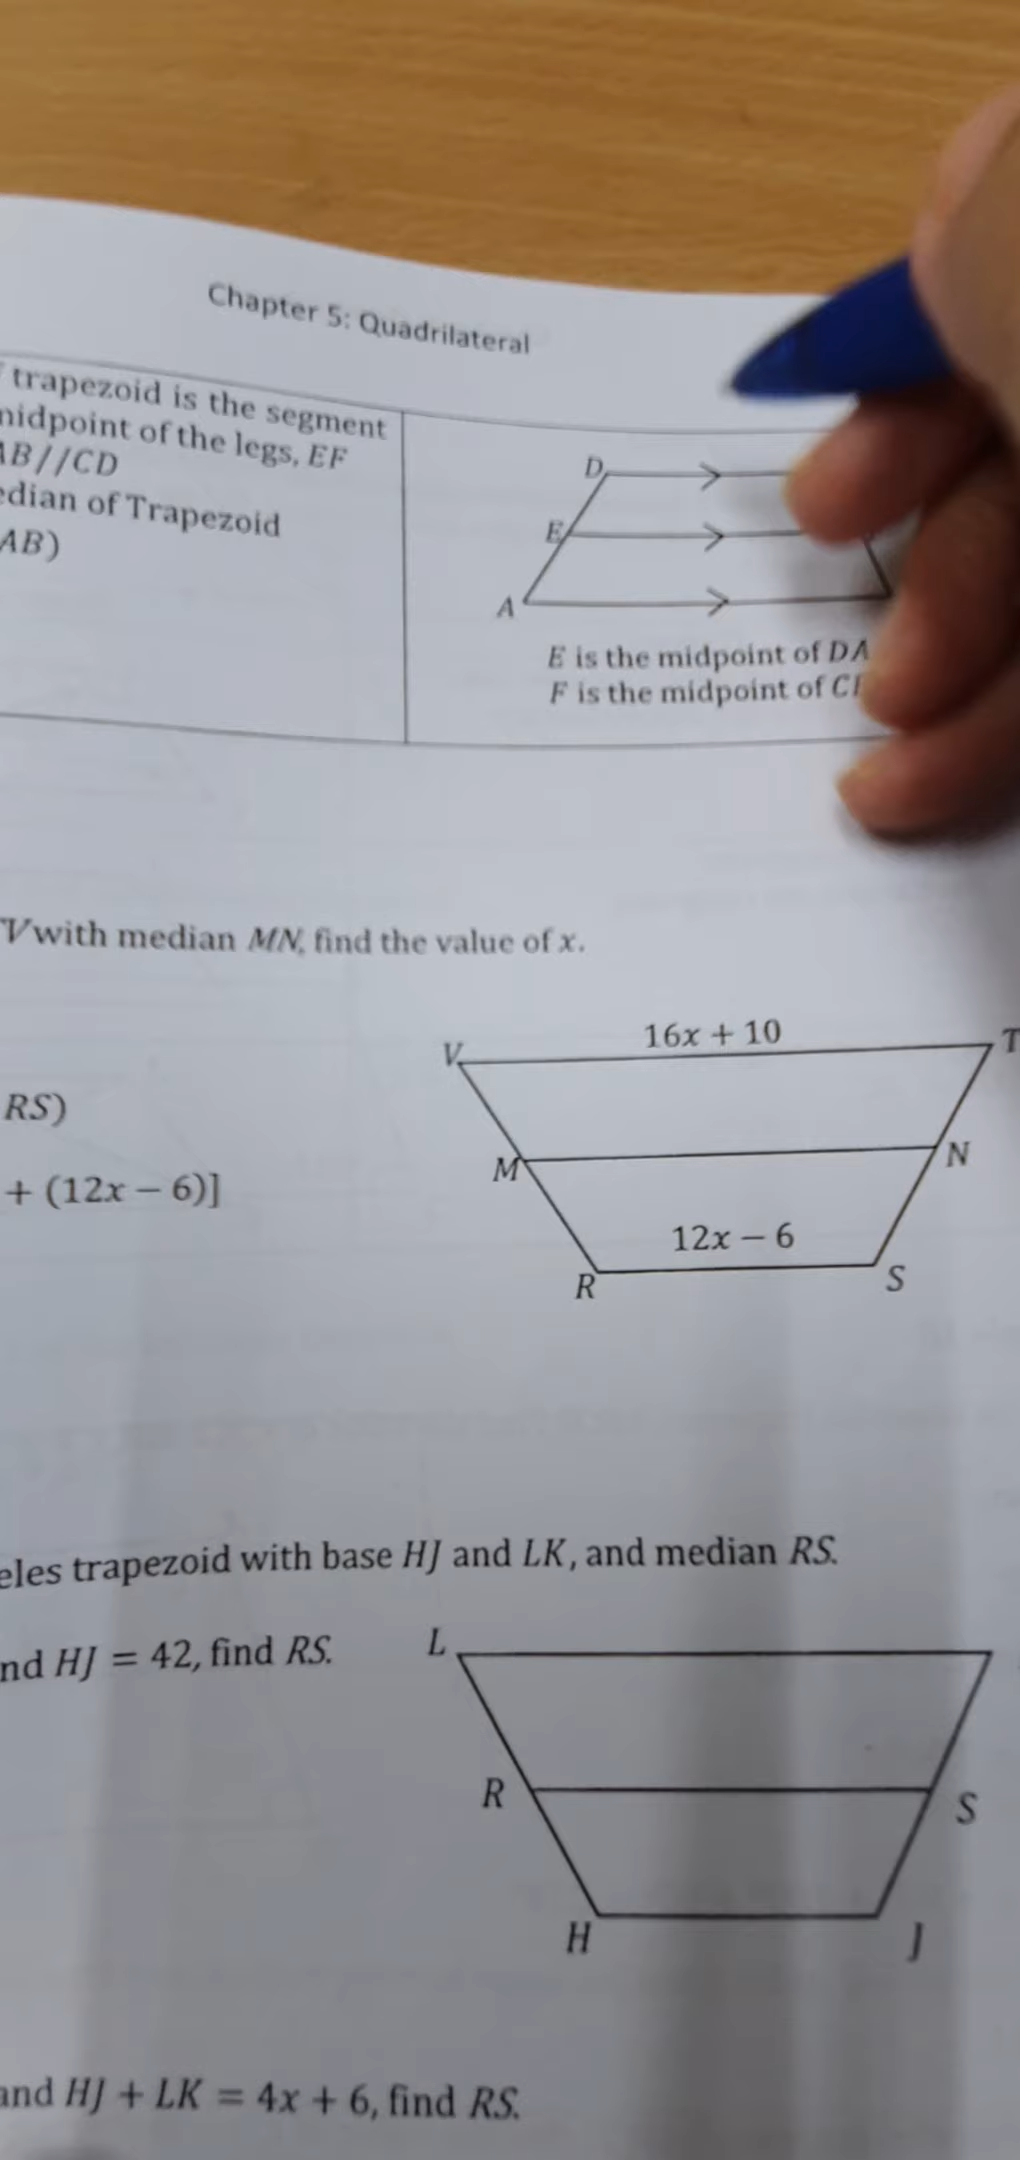 Chapter 5: Quadrilateral
trapezoid is the segment
midpoint of the legs, EF
AB//CD
edian of Trapezoid
AB)
D
E
A
E is the midpoint of DA
F is the midpoint of
V with median MN, find the value of x.
16x + 10
V
T
RS)
M
N
+ (12x – 6)]
12x – 6
R
S
eles trapezoid with base HJ and LK, and median RS.
nd HJ = 42, find RS.
L
R
S
H
J
and HJ + LK = 4x + 6, find RS.